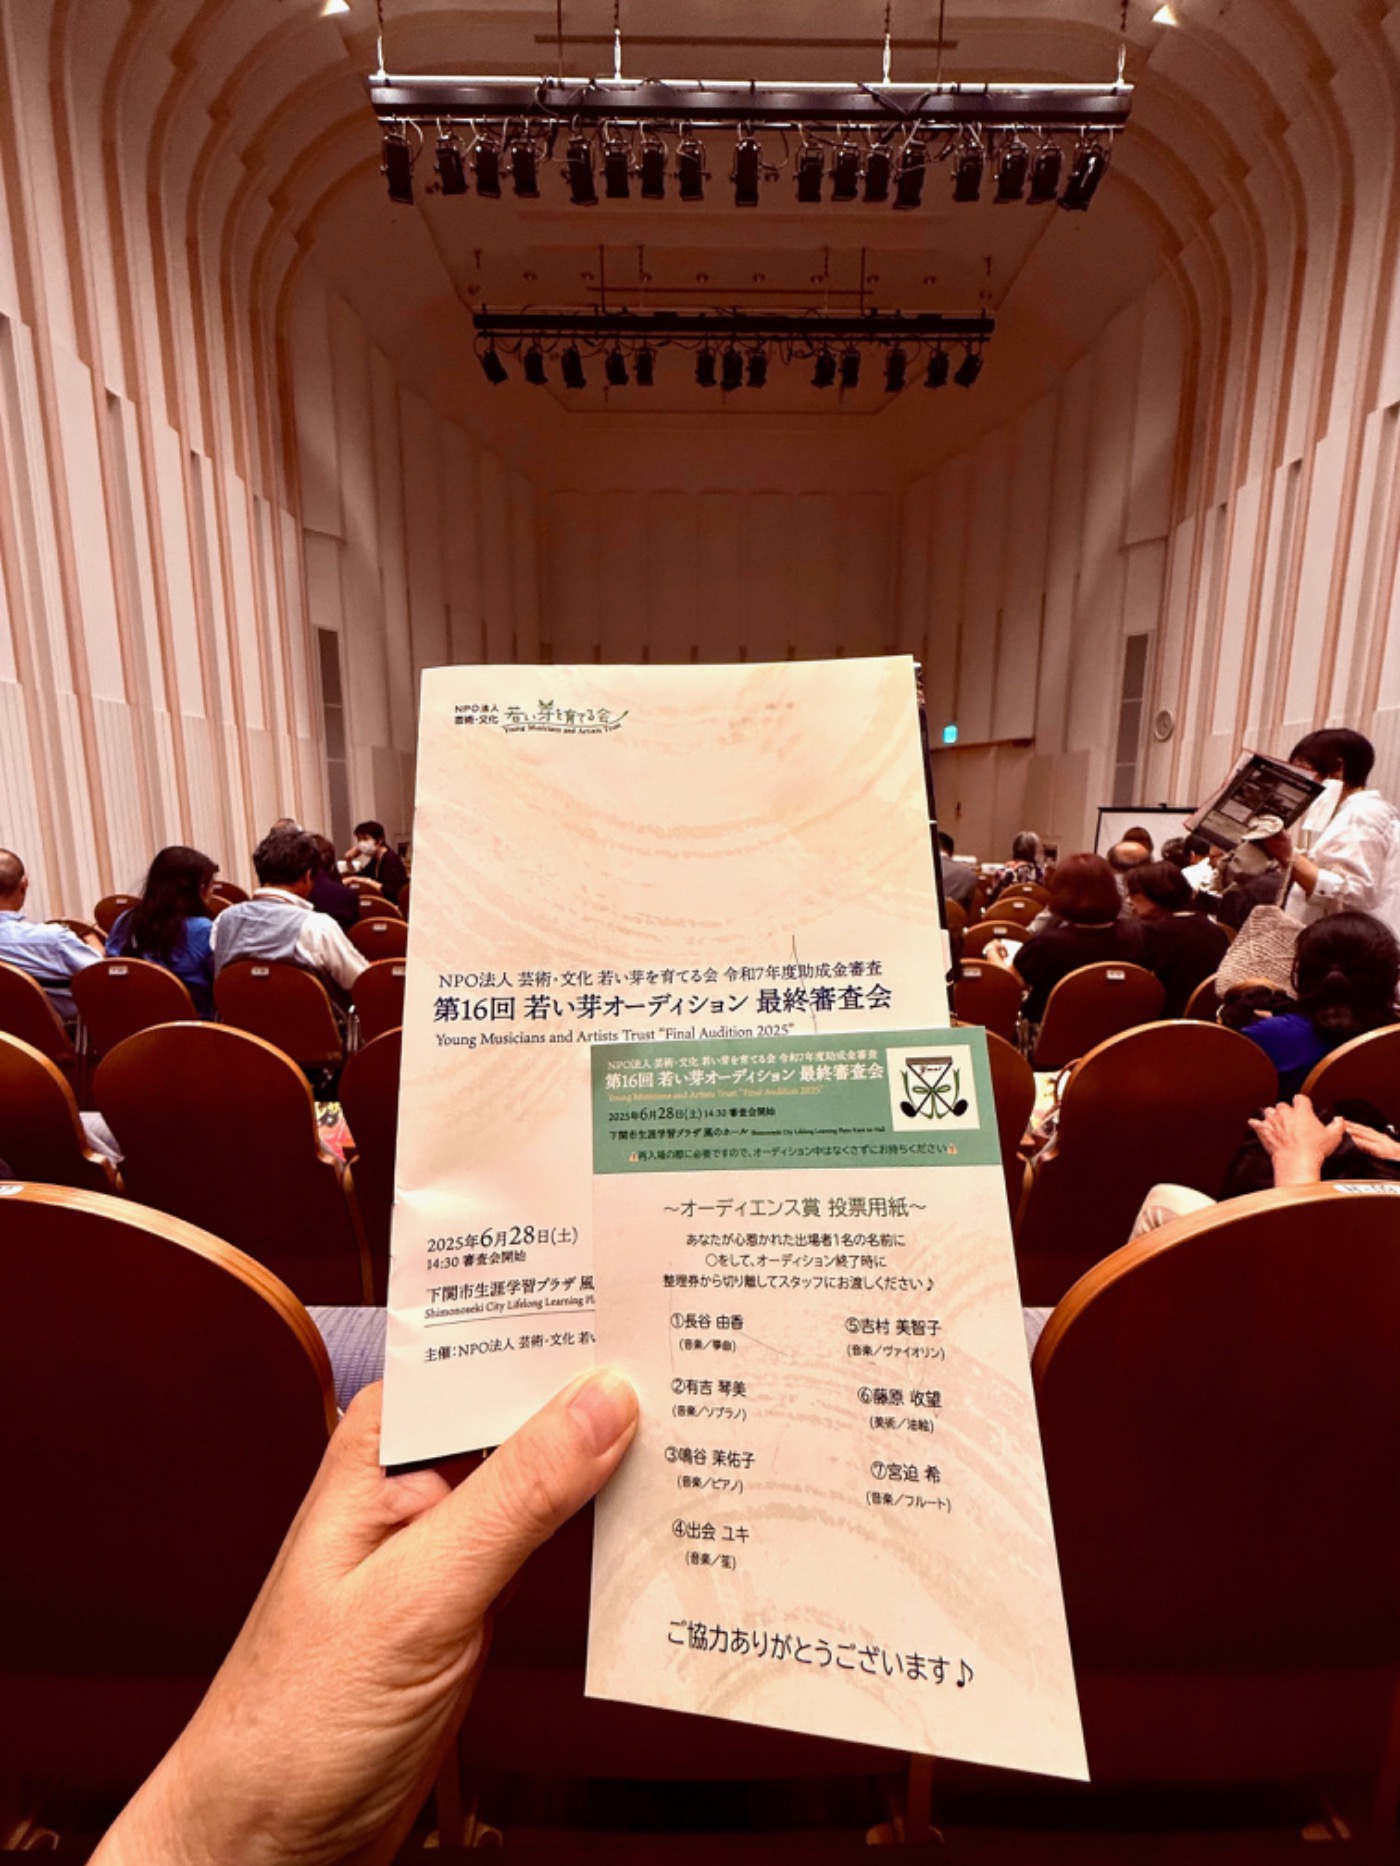 NPO法人
芸術・文化 若い芽を育てる会
Young Musicians and Artists Trust
NPO法人 芸術・文化 若い芽を育てる会 令和7年度助成金審査
第16回 若い芽オーディション 最終審査会
Young Musicians and Artists Trust "Final Audition 2025"
2025年6月28日(土)
14:30 審査会開始
下関市生涯学習プラザ 風
Shimonoseki City Lifelong Learning
主催:NPO法人 芸術・文化 若い
NPO法人 芸術・文化 若い芽を育てる会 令和7年度助成金審査
第16回 若い芽オーディション 最終審査会
Young Musicians and Artists Trust "Final Audition 2025"
2025年6月28日(土) 14:30 審査会開始
下関市生涯学習プラザ 風のホール Shimonoseki City Lifelong Learning Plaza Kaze no Hall
再入場の際に必要ですので、オーディション中はなくさずにお持ちください
～オーディエンス賞 投票用紙～
あなたが心惹かれた出場者1名の名前に
○をして、オーディション終了時に
整理券から切り離してスタッフにお渡しください♪
①長谷 由香
(音楽/箏曲)
②有吉 琴美
(音楽/ソプラノ)
③鳴谷 茉佑子
(音楽/ピアノ)
④出会 ユキ
(音楽/笙)
⑤吉村 美智子
(音楽/ヴァイオリン)
⑥藤原 收望
(美術/油絵)
⑦宮迫 希
(音楽/フルート)
ご協力ありがとうございます♪